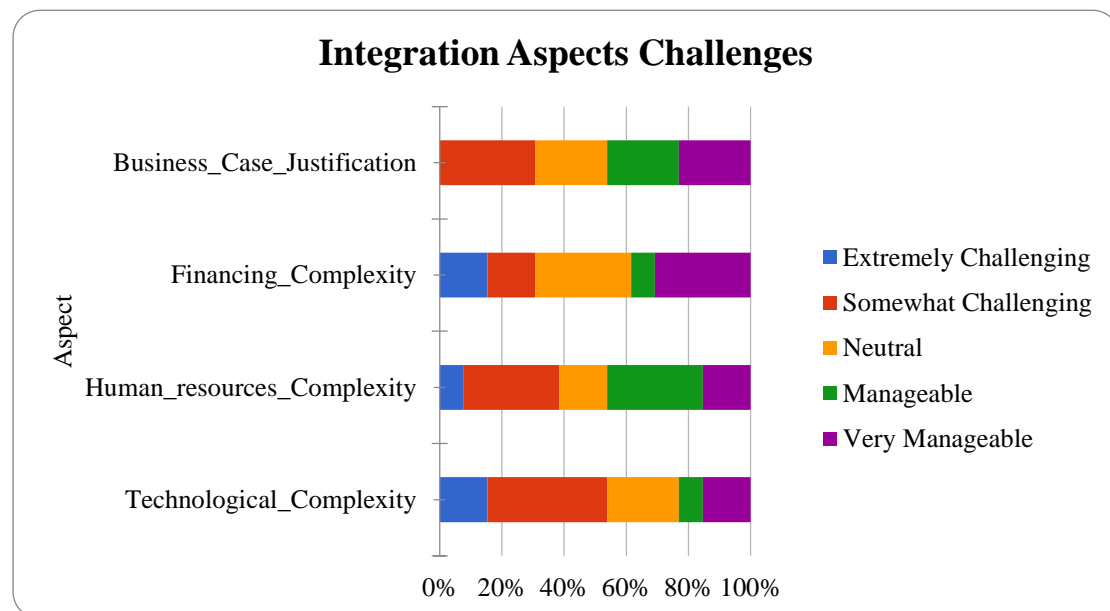 Integration Aspects Challenges
Business_Case_Justification
Financing_Complexity
Human_resources_Complexity
Technological_Complexity
Aspect
0% 20% 40% 60% 80% 100%
Extremely Challenging
Somewhat Challenging
Neutral
Manageable
Very Manageable